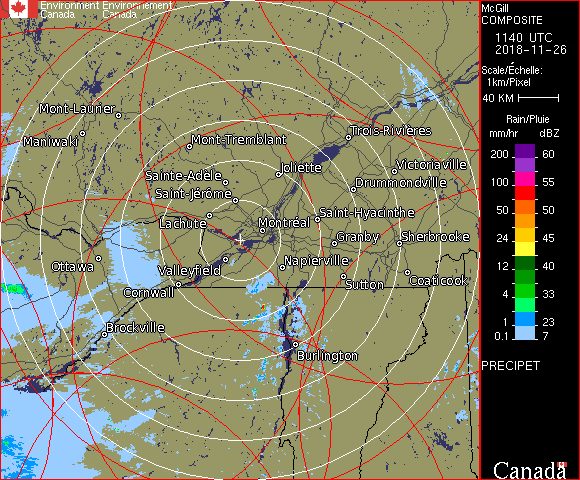 Environment Environnement
Canada Canada
Mont-Laurier
Trois-Rivières
Maniwaki
Mont-Tremblant
Victoriaville
Sainte-Adèle
Joliette
Drummondville
Saint-Jérôme
Saint-Hyacinthe
Lachute
Montréal
Granby
Sherbrooke
Ottawa
Valleyfield
Napierville
Coaticook
Sutton
Cornwall
Brockville
Burlington
McGill
COMPOSITE
1140 UTC
2018-11-26
Scale/Échelle:
1km/Pixel
40 KM
Rain/Pluie
mm/hr dBZ
200 60
55
100 55
50 50
24 45
12 40
4 33
1 23
0.1 7
PRECIPET
Canada